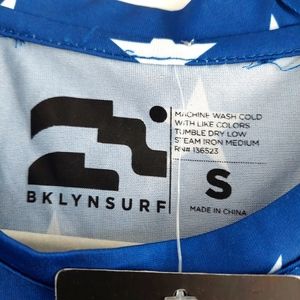 MACHINE WASH COLD
WITH LIKE COLORS
TUMBLE DRY LOW
STEAM IRON MEDIUM
RN# 136523
BKLYNSURF
S
MADE IN CHINA